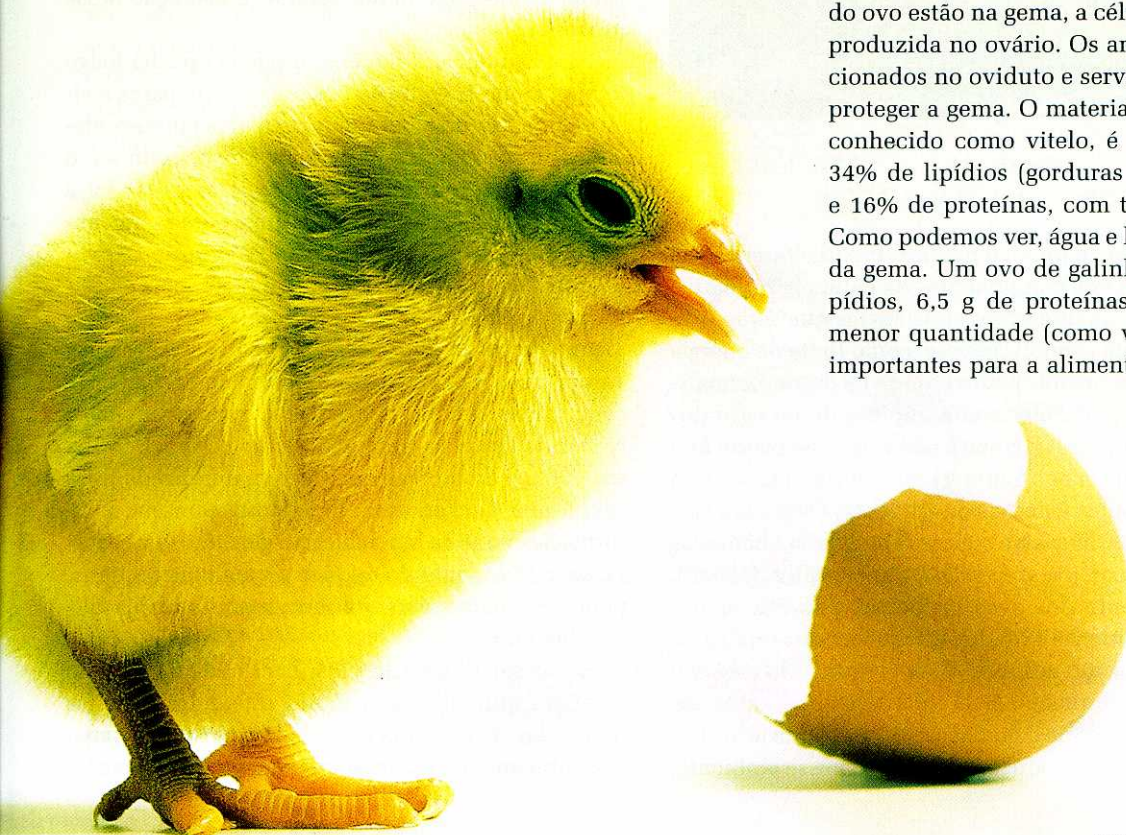 do ovo estão na gema, a cél
produzida no ovário. Os an
cionados no oviduto e serv
proteger a gema. O materia
conhecido como vitelo, é
34% de lipídios (gorduras
e 16% de proteínas, com t
Como podemos ver, água e l
da gema. Um ovo de galinh
pídios, 6,5 g de proteínas
menor quantidade (como v
importantes para a aliment